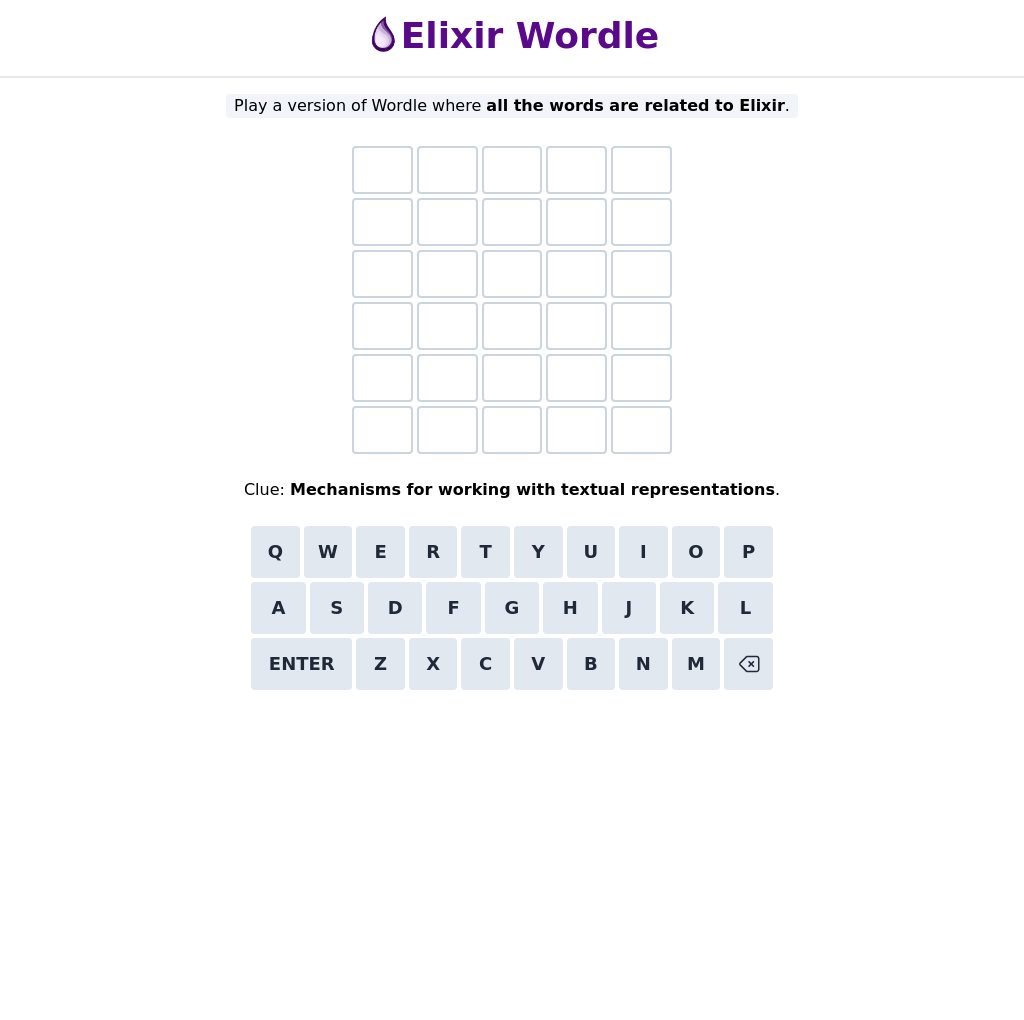 Elixir Wordle
Play a version of Wordle where all the words are related to Elixir.
Clue: Mechanisms for working with textual representations.
Q W E R T Y U I O P
A S D F G H J K L
ENTER Z X C V B N M